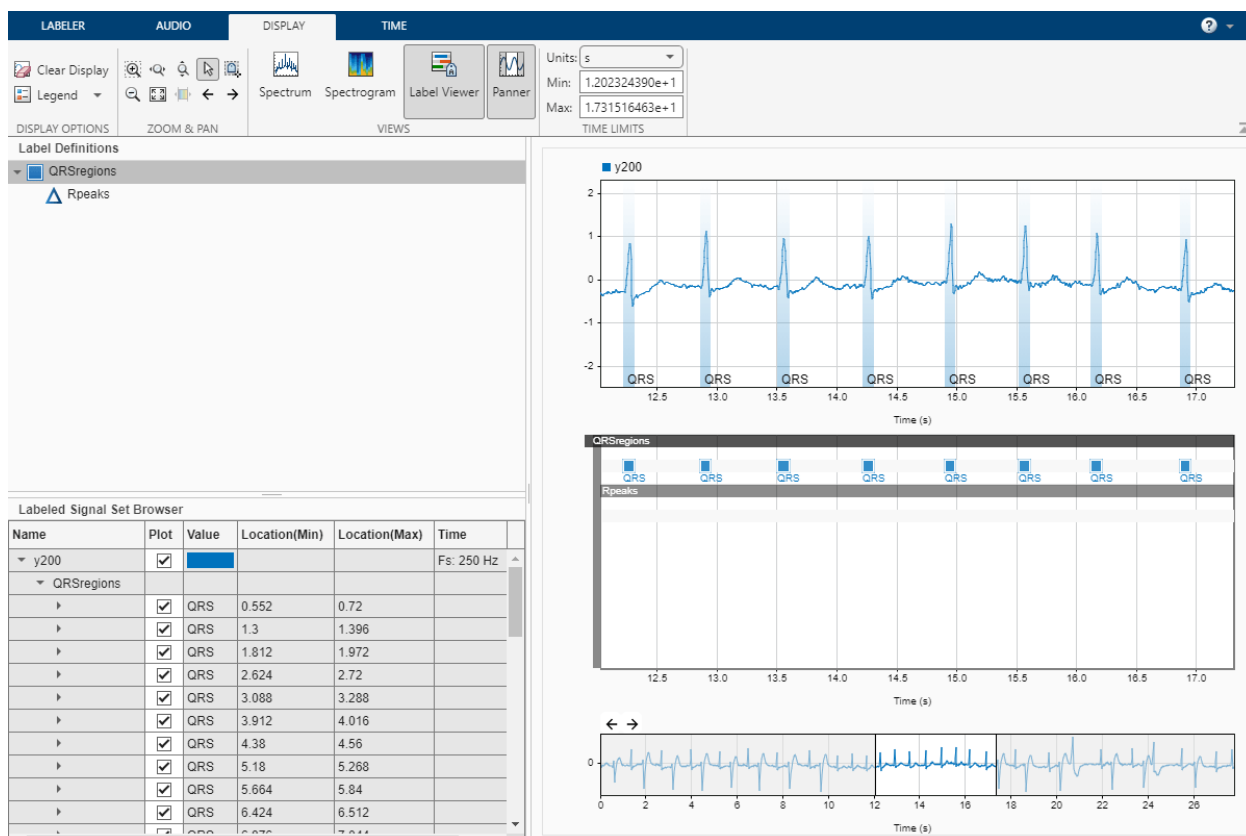 LABELER AUDIO DISPLAY TIME ?
Clear Display
Legend
DISPLAY OPTIONS
ZOOM & PAN
Spectrum Spectrogram Label Viewer Panner
VIEWS
Units: s
Min: 1.202324390e+1
Max: 1.731516463e+1
TIME LIMITS
Label Definitions
QRSregions
Rpeaks
Labeled Signal Set Browser
Name Plot Value Location(Min) Location(Max) Time
y200 Fs: 250 Hz
QRSregions
QRS 0.552 0.72
QRS 1.3 1.396
QRS 1.812 1.972
QRS 2.624 2.72
QRS 3.088 3.288
QRS 3.912 4.016
QRS 4.38 4.56
QRS 5.18 5.268
QRS 5.664 5.84
QRS 6.424 6.512
y200
2
1
0
-1
-2
QRS QRS QRS QRS QRS QRS QRS QRS
12.5 13.0 13.5 14.0 14.5 15.0 15.5 16.0 16.5 17.0
Time (s)
QRSregions
QRS QRS QRS QRS QRS QRS QRS QRS
Rpeaks
12.5 13.0 13.5 14.0 14.5 15.0 15.5 16.0 16.5 17.0
Time (s)
0
0 2 4 6 8 10 12 14 16 18 20 22 24 26
Time (s)